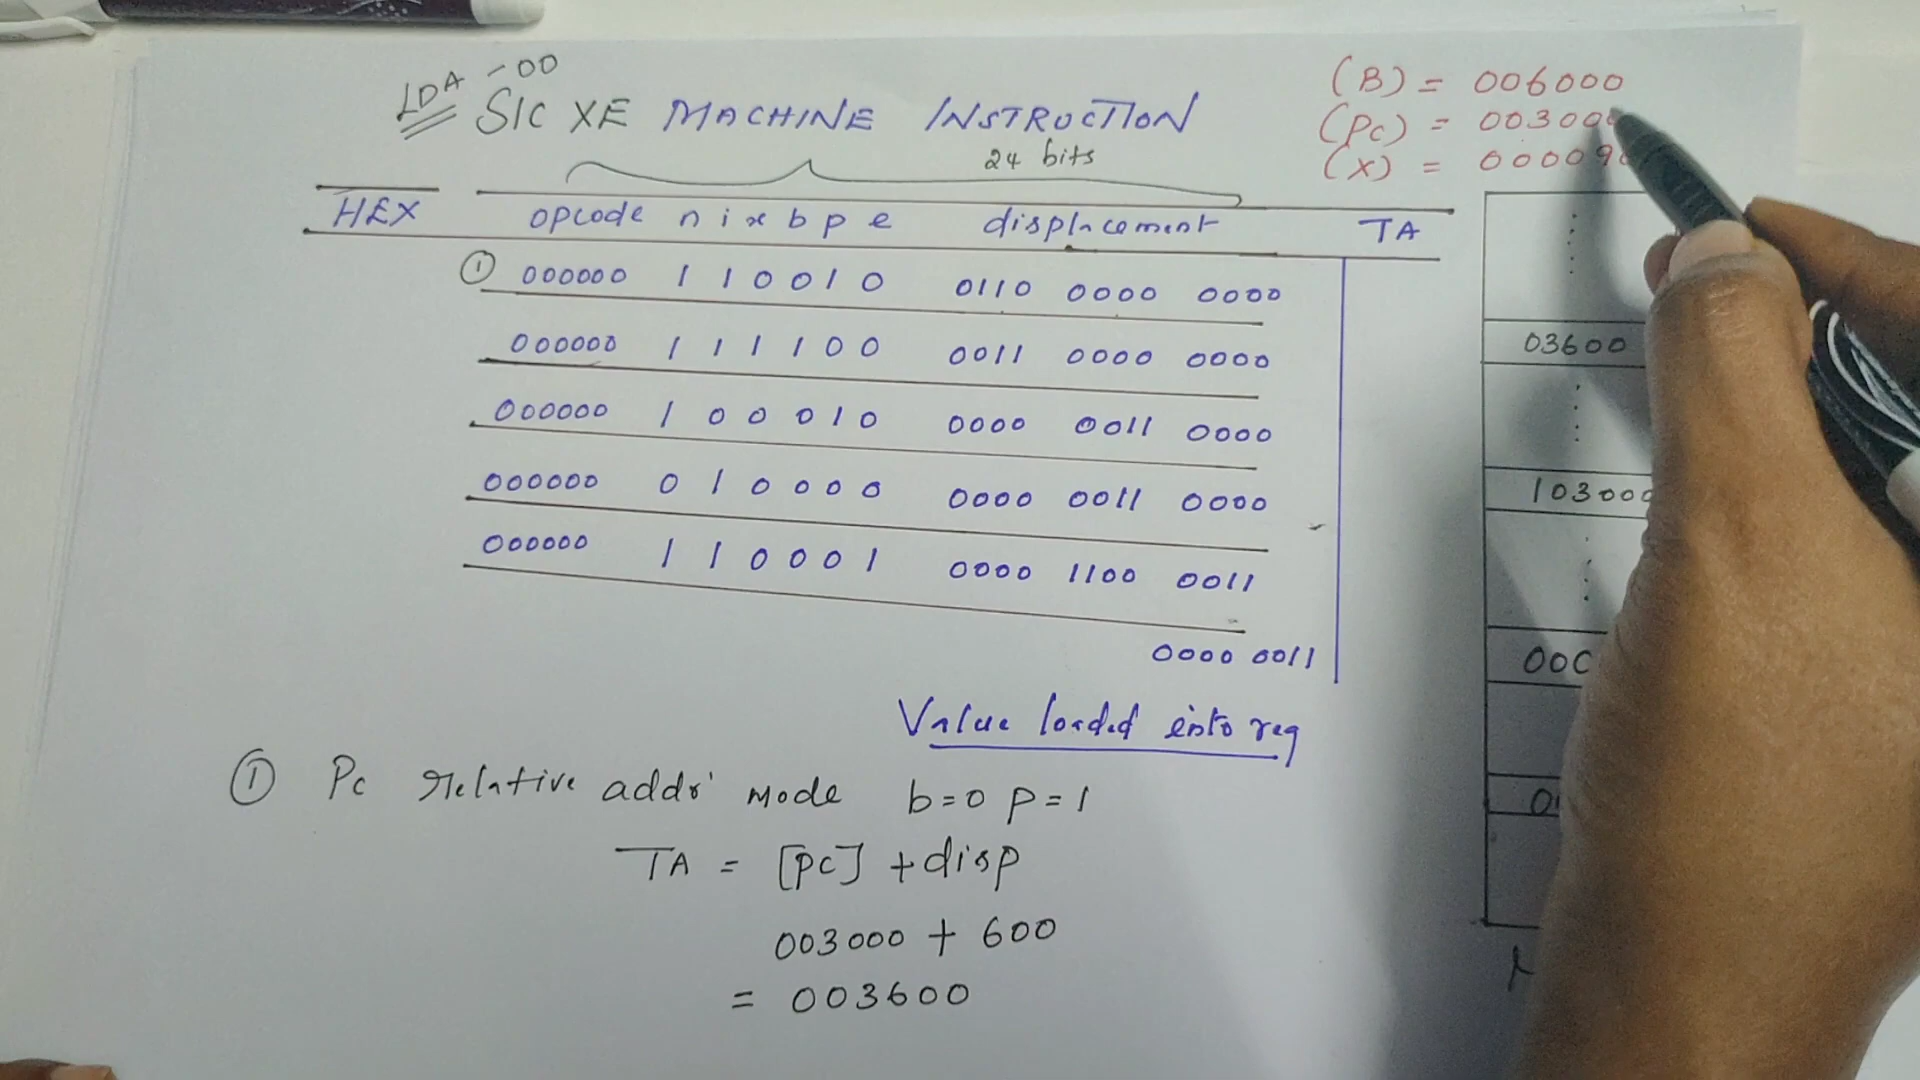 LDA - 00
SIC XE MACHINE INSTRUCTION
24 bits
(B) = 006000
(PC) = 003000
(X) = 00009
HEX opcode n i x b p e displacement TA
① 000000 1 1 0 0 1 0 0110 0000 0000
000000 1 1 1 1 0 0 0011 0000 0000
000000 1 0 0 0 1 0 0000 0011 0000
000000 0 1 0 0 0 0 0000 0011 0000
000000 1 1 0 0 0 1 0000 1100 0011
0000 0011
Value loaded into reg
03600
103000
00C
① Pc relative addr' mode b=0 p=1
TA = [PC] + disp
003000 + 600
= 003600